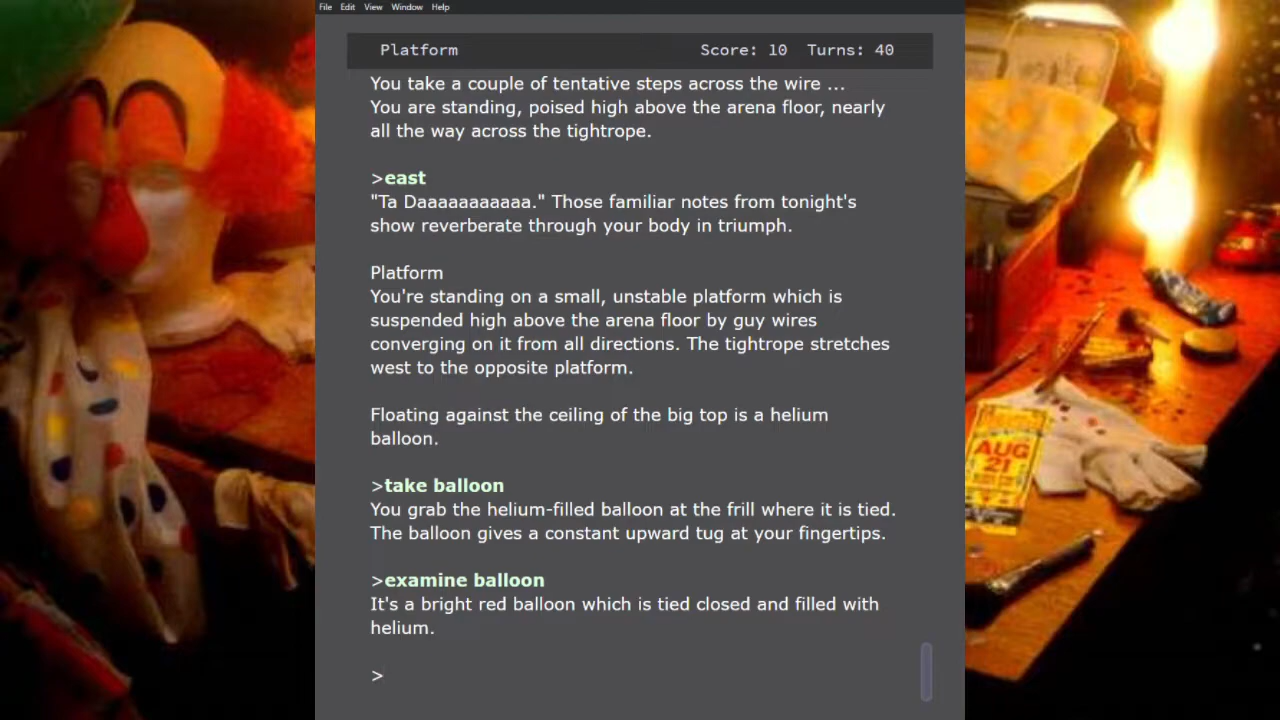 File Edit View Window Help
Platform Score: 10 Turns: 40
You take a couple of tentative steps across the wire ...
You are standing, poised high above the arena floor, nearly
all the way across the tightrope.
>east
"Ta Daaaaaaaaaaa." Those familiar notes from tonight's
show reverberate through your body in triumph.
Platform
You're standing on a small, unstable platform which is
suspended high above the arena floor by guy wires
converging on it from all directions. The tightrope stretches
west to the opposite platform.
Floating against the ceiling of the big top is a helium
balloon.
>take balloon
You grab the helium-filled balloon at the frill where it is tied.
The balloon gives a constant upward tug at your fingertips.
>examine balloon
It's a bright red balloon which is tied closed and filled with
helium.
>
AUG
21